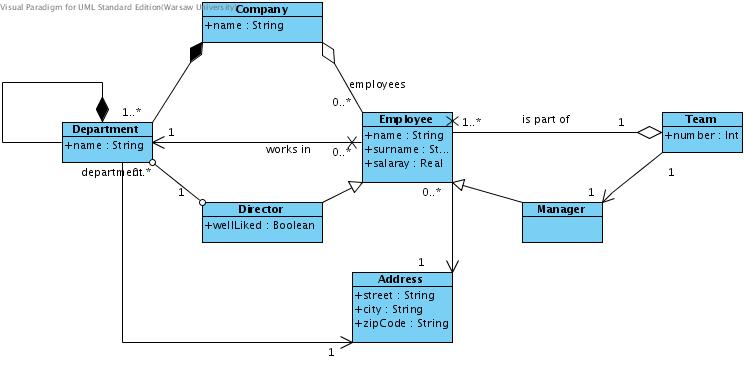 Visual Paradigm for UML Standard Edition(Warsaw University)
Company
+name : String
employees
0..*
1..*
Department
+name : String
1
works in
0..*
Employee
+name : String
+surname : St...
+salaray : Real
1..*
is part of
1
Team
+number : Int
department
0..*
1
Director
+wellLiked : Boolean
0..*
1
1
Manager
1
Address
+street : String
+city : String
+zipCode : String
1